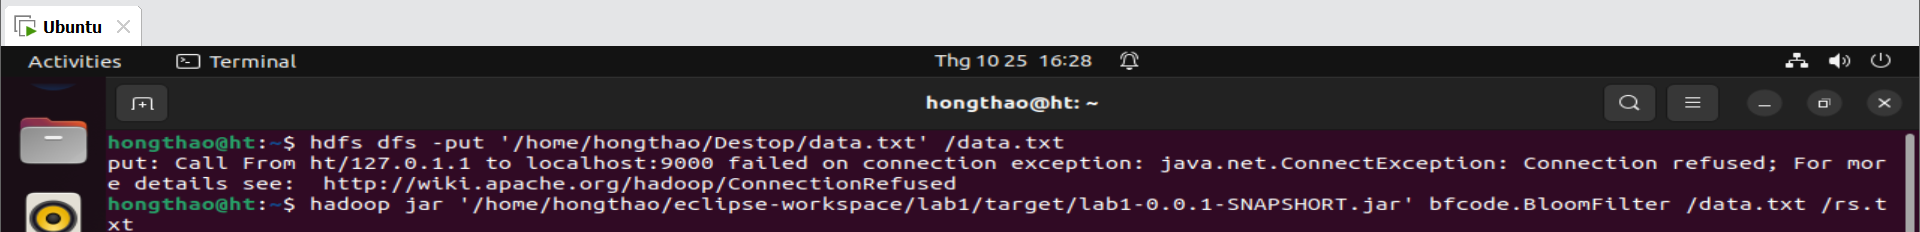 Ubuntu
Activities
Terminal
Thg 10 25 16:28
hongthao@ht: ~
hongthao@ht:~$ hdfs dfs -put '/home/hongthao/Destop/data.txt' /data.txt
put: Call From ht/127.0.1.1 to localhost:9000 failed on connection exception: java.net.ConnectException: Connection refused; For mor
e details see:  http://wiki.apache.org/hadoop/ConnectionRefused
hongthao@ht:~$ hadoop jar '/home/hongthao/eclipse-workspace/lab1/target/lab1-0.0.1-SNAPSHORT.jar' bfcode.BloomFilter /data.txt /rs.t
xt